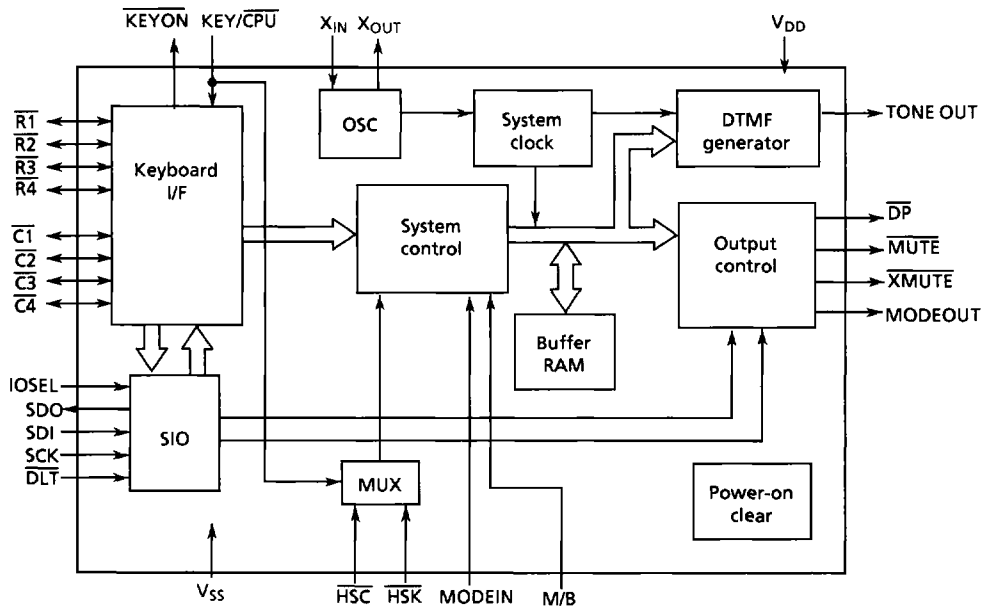 KEYON KEY/CPU XIN XOUT VDD
R1
R2
R3
R4
C1
C2
C3
C4
Keyboard
I/F
OSC
System
clock
DTMF
generator
TONE OUT
System
control
Output
control
DP
MUTE
XMUTE
MODEOUT
Buffer
RAM
IOSEL
SDO
SDI
SCK
DLT
SIO
MUX
Power-on
clear
VSS HSC HSK MODEIN M/B